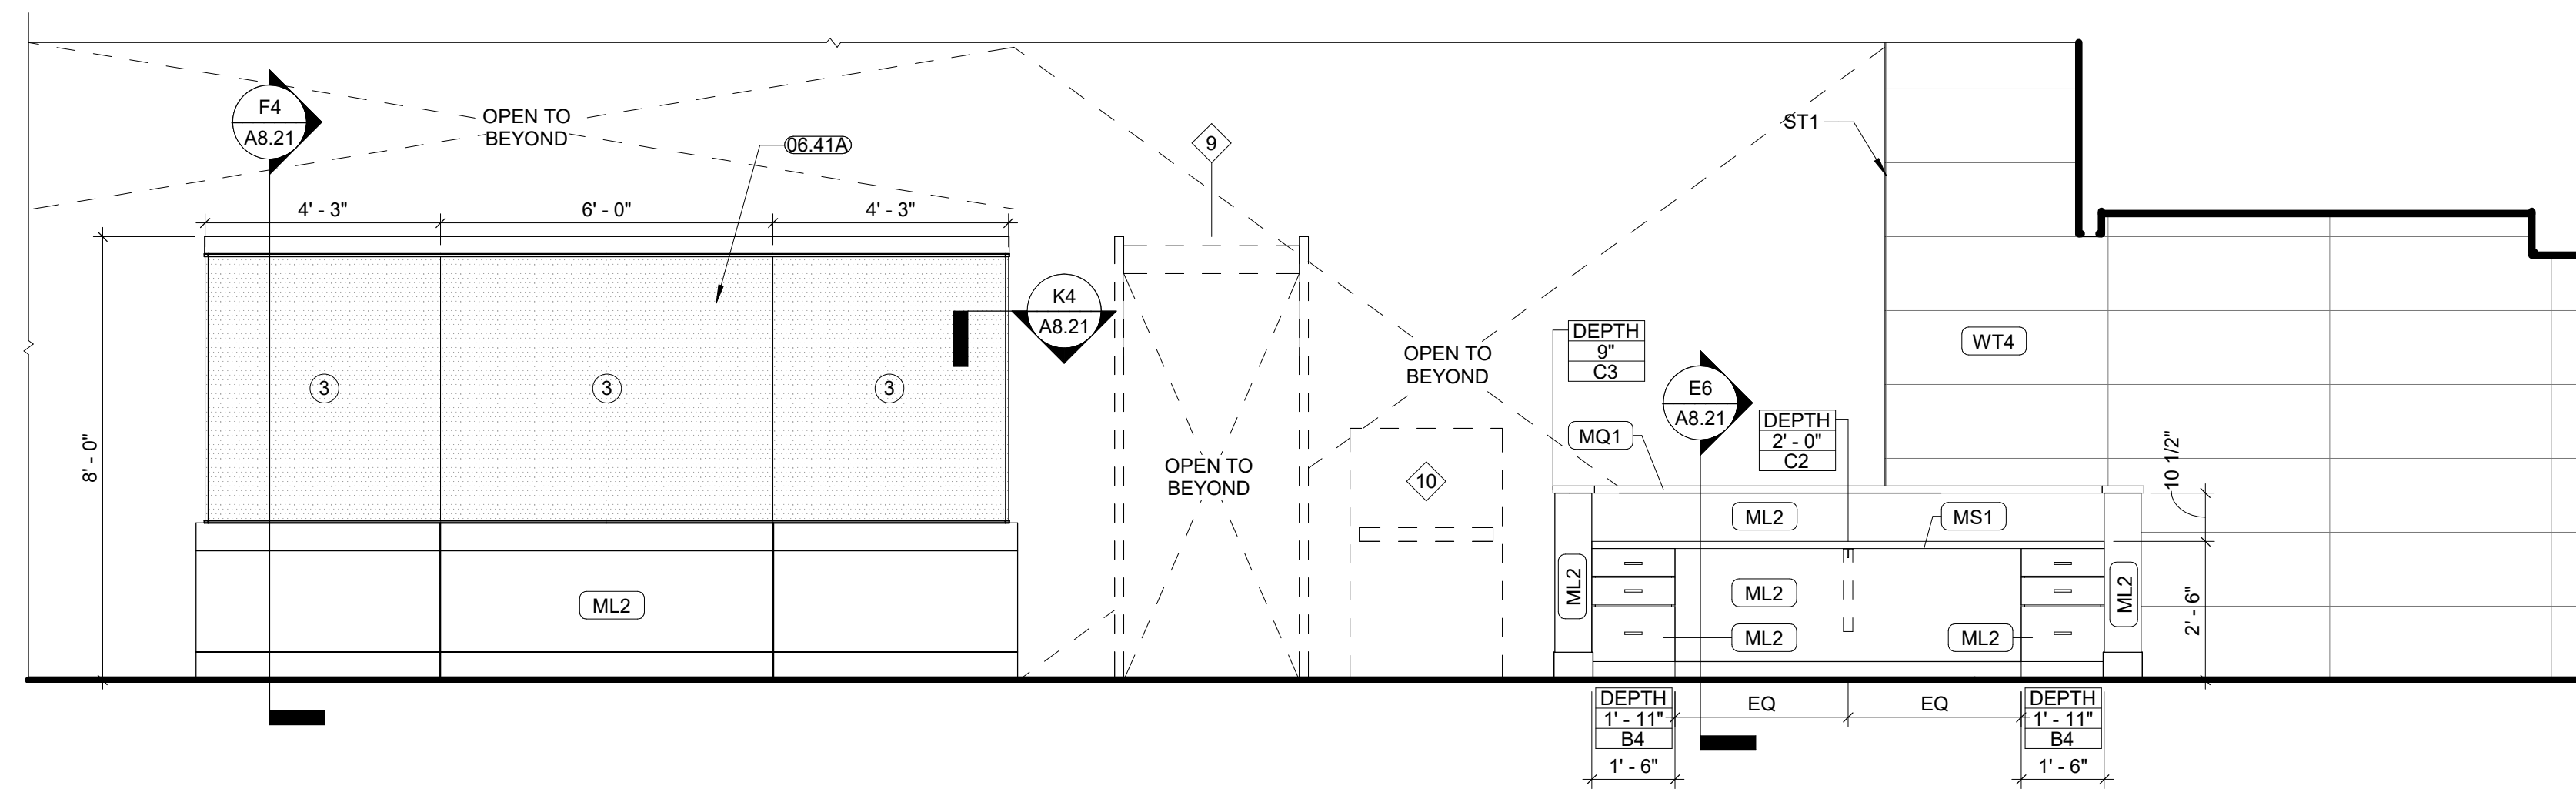 F4
A8.21
OPEN TO
BEYOND
06.41A
9
ST1
4' - 3"
6' - 0"
4' - 3"
8' - 0"
K4
A8.21
3
3
3
ML2
OPEN TO
BEYOND
OPEN TO
BEYOND
10
DEPTH
9"
C3
MQ1
E6
A8.21
DEPTH
2' - 0"
C2
WT4
10 1/2"
ML2
MS1
ML2
ML2
ML2
ML2
ML2
2' - 6"
DEPTH
1' - 11"
B4
EQ
EQ
DEPTH
1' - 11"
B4
1' - 6"
1' - 6"